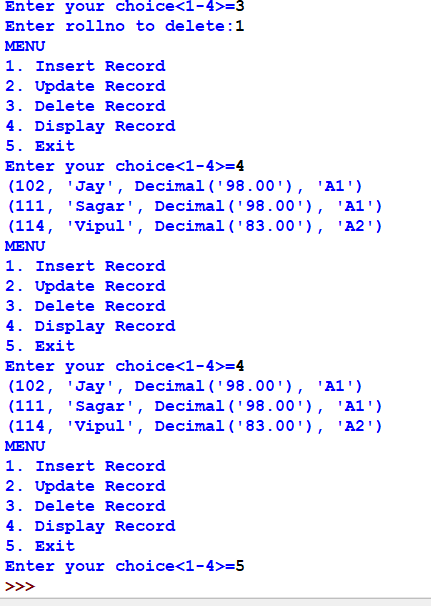 Enter your choice<1-4>=3
Enter rollno to delete:1
MENU
1. Insert Record
2. Update Record
3. Delete Record
4. Display Record
5. Exit
Enter your choice<1-4>=4
(102, 'Jay', Decimal('98.00'), 'A1')
(111, 'Sagar', Decimal('98.00'), 'A1')
(114, 'Vipul', Decimal('83.00'), 'A2')
MENU
1. Insert Record
2. Update Record
3. Delete Record
4. Display Record
5. Exit
Enter your choice<1-4>=4
(102, 'Jay', Decimal('98.00'), 'A1')
(111, 'Sagar', Decimal('98.00'), 'A1')
(114, 'Vipul', Decimal('83.00'), 'A2')
MENU
1. Insert Record
2. Update Record
3. Delete Record
4. Display Record
5. Exit
Enter your choice<1-4>=5
>>>